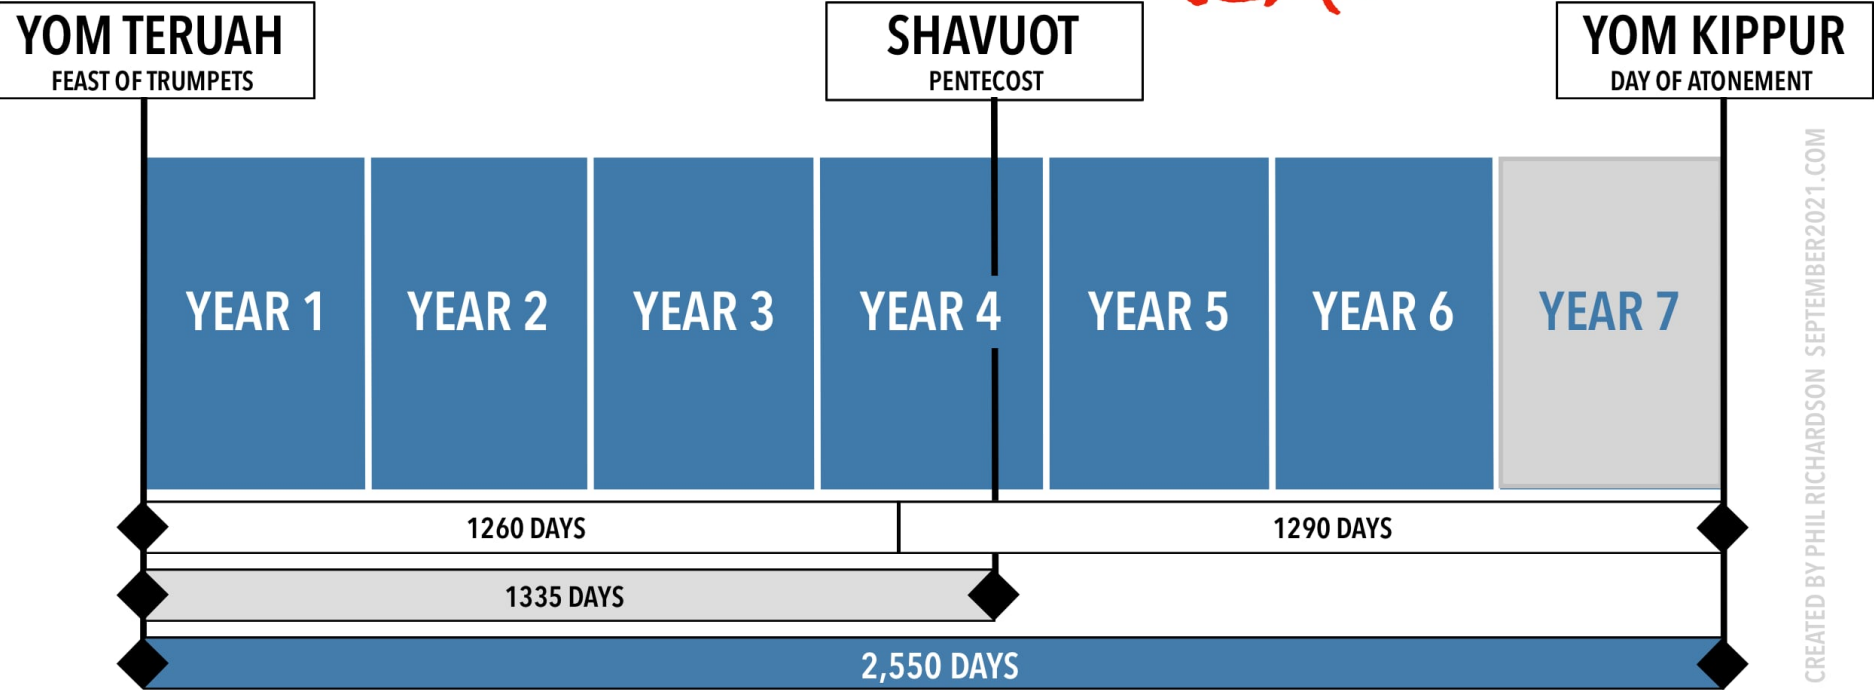 YOM TERUAH
FEAST OF TRUMPETS
SHAVUOT
PENTECOST
YOM KIPPUR
DAY OF ATONEMENT
YEAR 1
YEAR 2
YEAR 3
YEAR 4
YEAR 5
YEAR 6
YEAR 7
1260 DAYS
1290 DAYS
1335 DAYS
2,550 DAYS
CREATED BY PHIL RICHARDSON SEPTEMBER2021.COM